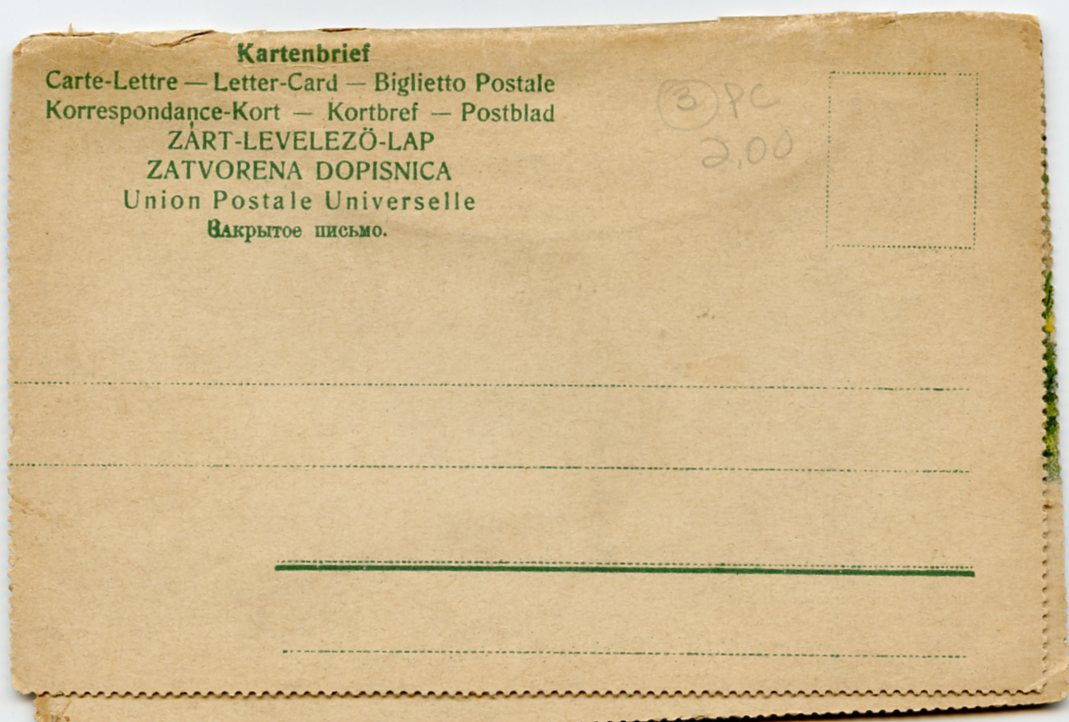 Kartenbrief
Carte-Lettre — Letter-Card — Biglietto Postale
Korrespondance-Kort — Kortbref — Postblad
ZÁRT-LEVELEZÖ-LAP
ZATVORENA DOPISNICA
Union Postale Universelle
Закрытое письмо.
3 PC
2,00